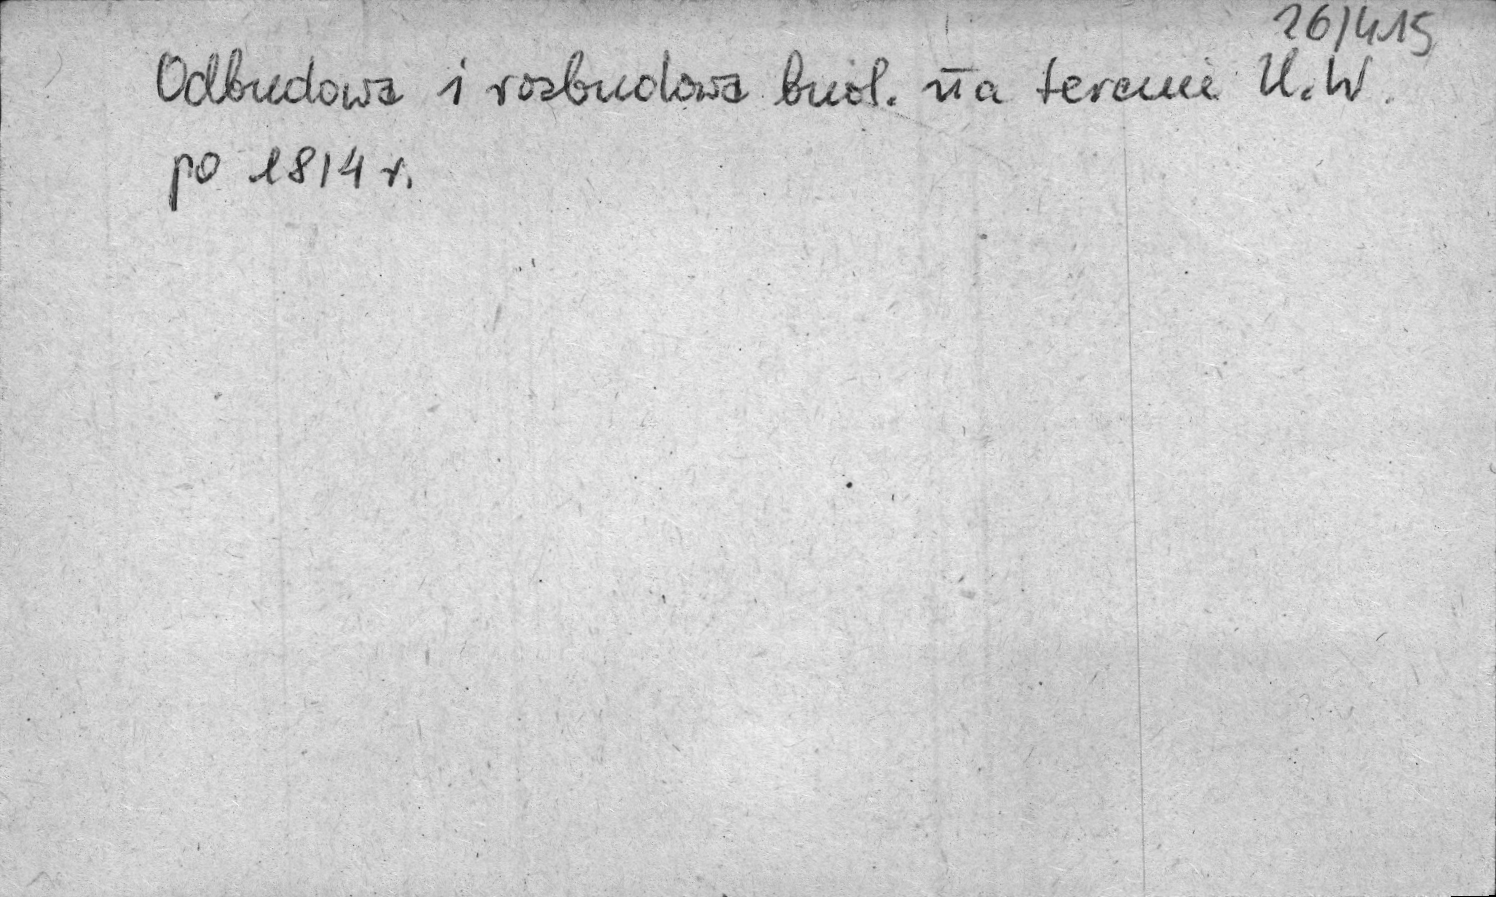 26/415
Odbudowa i rozbudowa bud. na terenie U.W.
po 1814 r.